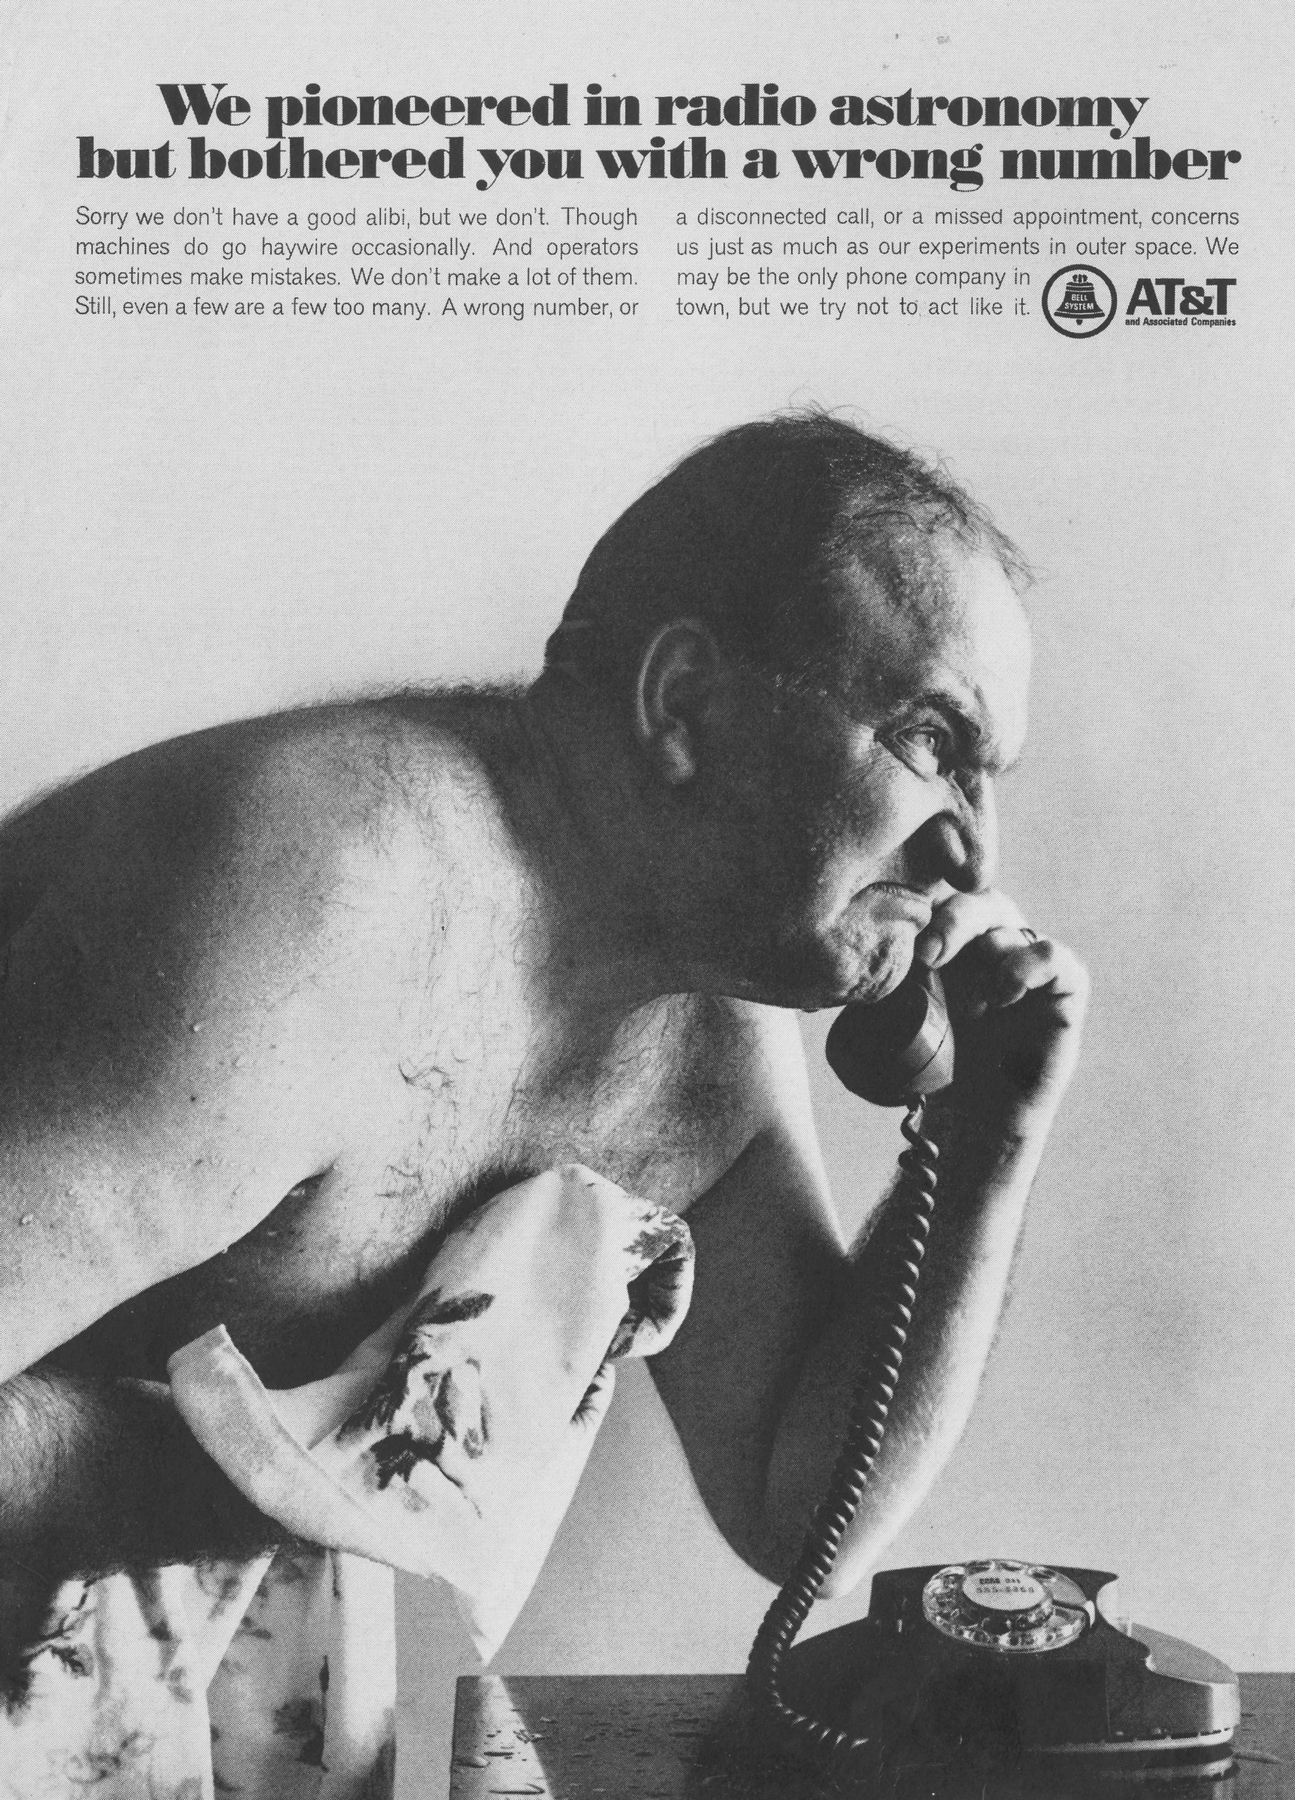 We pioneered in radio astronomy
but bothered you with a wrong number
Sorry we don't have a good alibi, but we don't. Though
machines do go haywire occasionally. And operators
sometimes make mistakes. We don't make a lot of them.
Still, even a few are a few too many. A wrong number, or
a disconnected call, or a missed appointment, concerns
us just as much as our experiments in outer space. We
may be the only phone company in
town, but we try not to act like it.
BELL
SYSTEM
AT&T
and Associated Companies